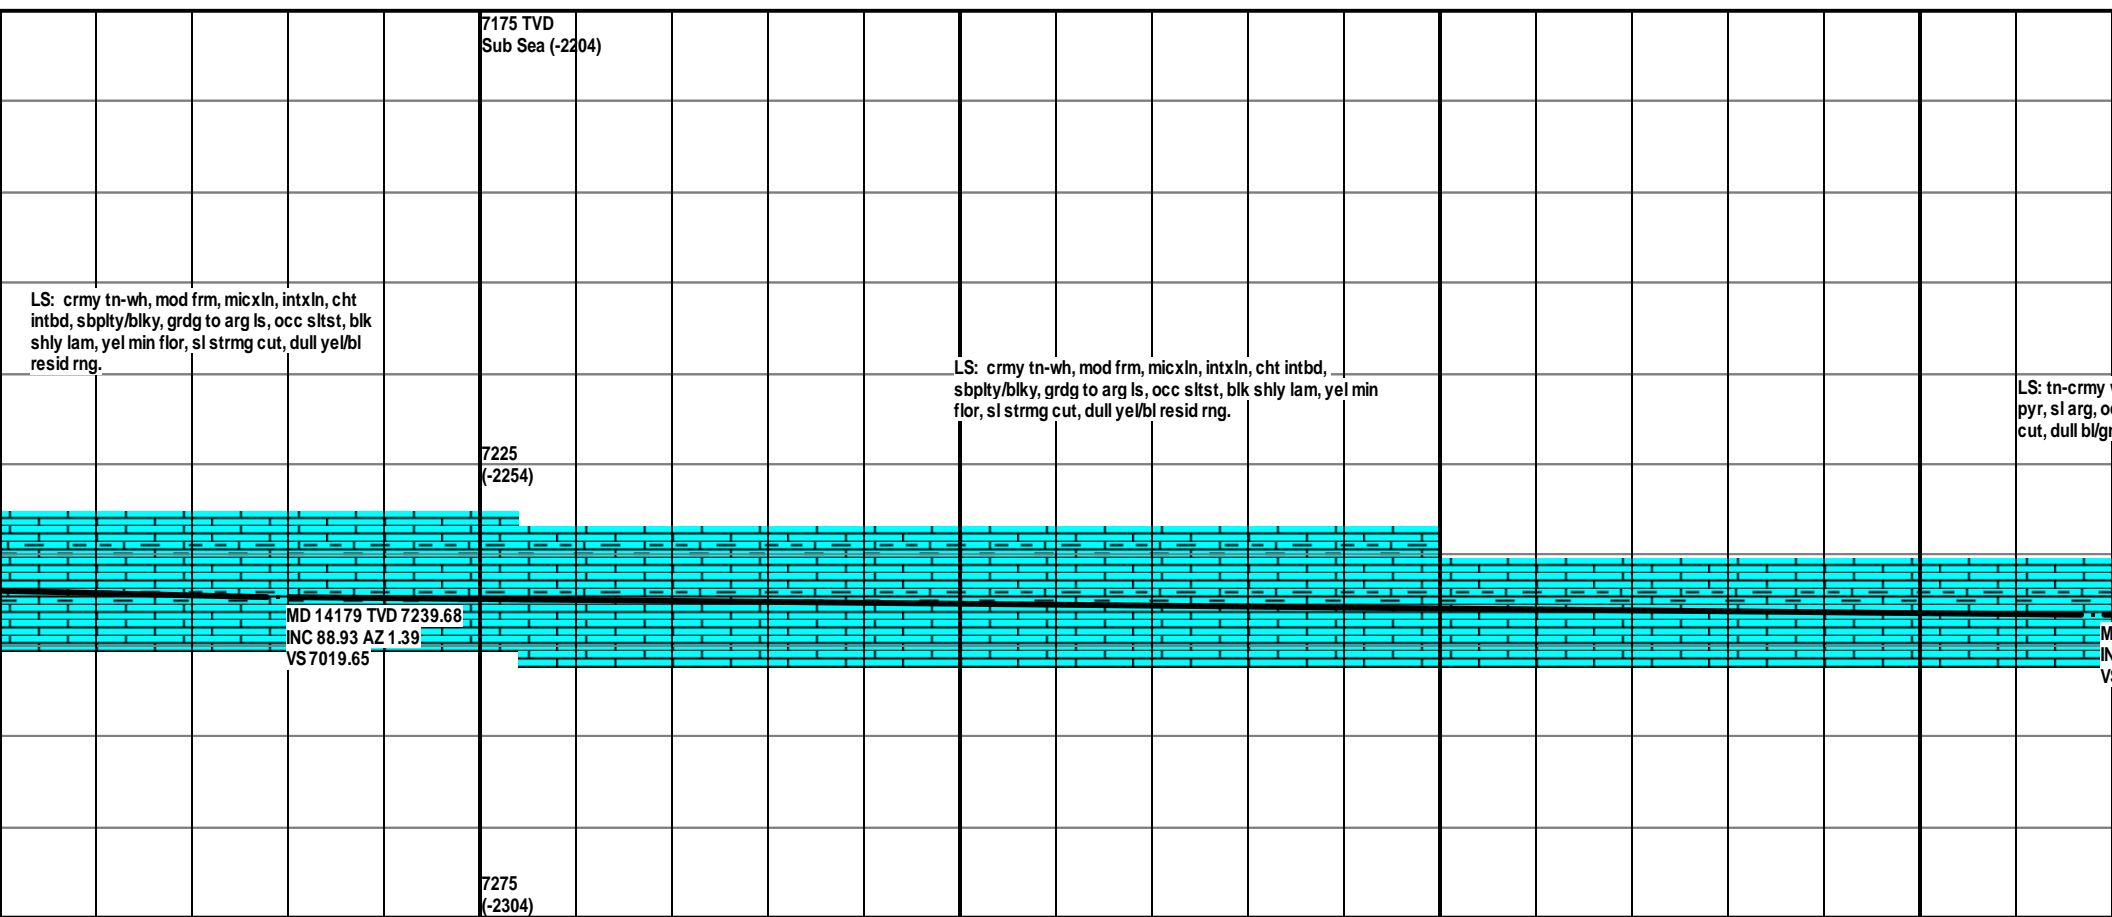 7175 TVD
Sub Sea (-2204)
LS: crmy tn-wh, mod frm, micxln, intxln, cht
intbd, sbplty/blky, grdg to arg ls, occ sltst, blk
shly lam, yel min flor, sl strmg cut, dull yel/bl
resid rng.
LS: crmy tn-wh, mod frm, micxln, intxln, cht intbd,
sbplty/blky, grdg to arg ls, occ sltst, blk shly lam, yel min
flor, sl strmg cut, dull yel/bl resid rng.
LS: tn-crmy
pyr, sl arg,
cut, dull
7225
(-2254)
MD 14179 TVD 7239.68
INC 88.93 AZ 1.39
VS 7019.65
7275
(-2304)